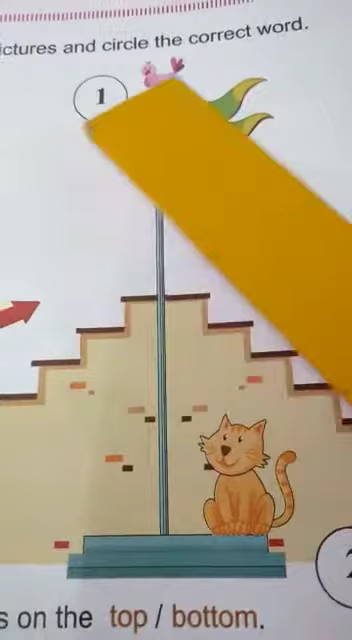 ictures and circle the correct word.
1
s on the top / bottom.